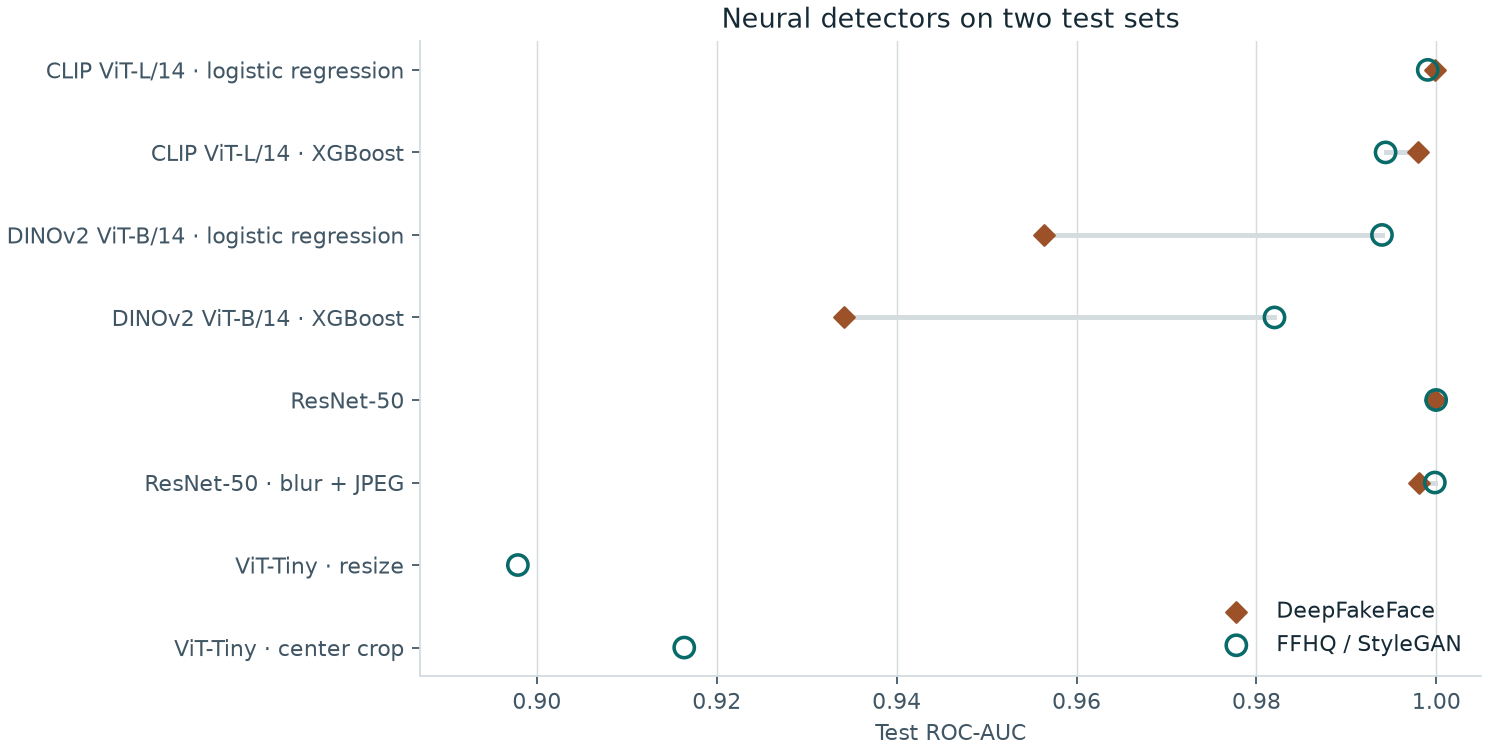 Neural detectors on two test sets
CLIP ViT-L/14 · logistic regression
CLIP ViT-L/14 · XGBoost
DINOv2 ViT-B/14 · logistic regression
DINOv2 ViT-B/14 · XGBoost
ResNet-50
ResNet-50 · blur + JPEG
ViT-Tiny · resize
ViT-Tiny · center crop
DeepFakeFace
FFHQ / StyleGAN
0.90 0.92 0.94 0.96 0.98 1.00
Test ROC-AUC